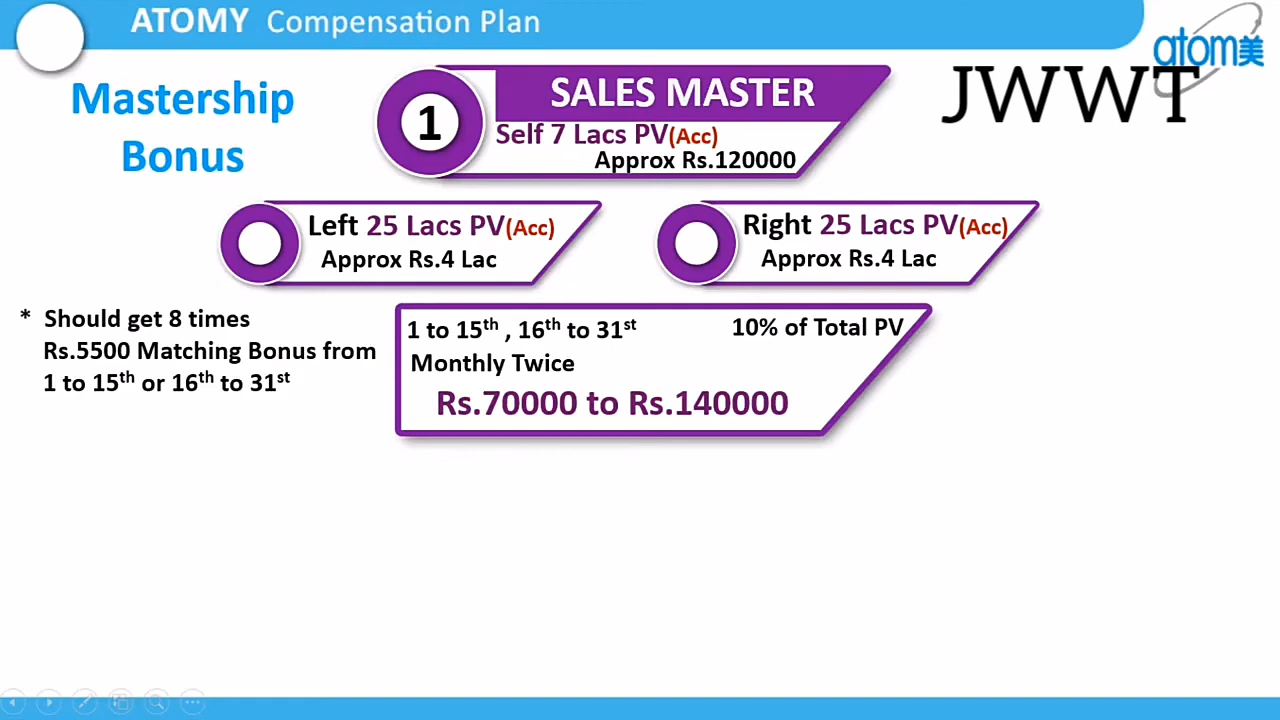 ATOMY Compensation Plan
atom美
JWWT
Mastership
Bonus
1
SALES MASTER
Self 7 Lacs PV(Acc)
Approx Rs.120000
Left 25 Lacs PV(Acc)
Approx Rs.4 Lac
Right 25 Lacs PV(Acc)
Approx Rs.4 Lac
* Should get 8 times
Rs.5500 Matching Bonus from
1 to 15th or 16th to 31st
1 to 15th , 16th to 31st
10% of Total PV
Monthly Twice
Rs.70000 to Rs.140000